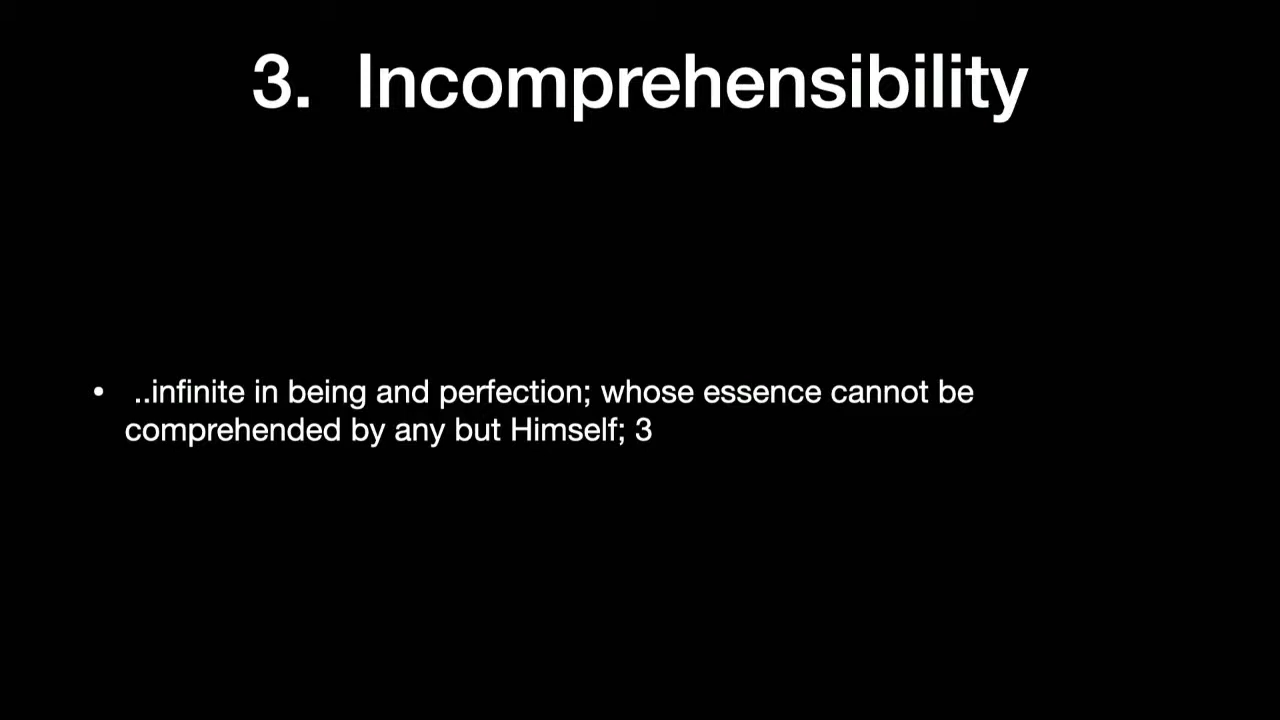 3. Incomprehensibility
• ..infinite in being and perfection; whose essence cannot be
comprehended by any but Himself; 3